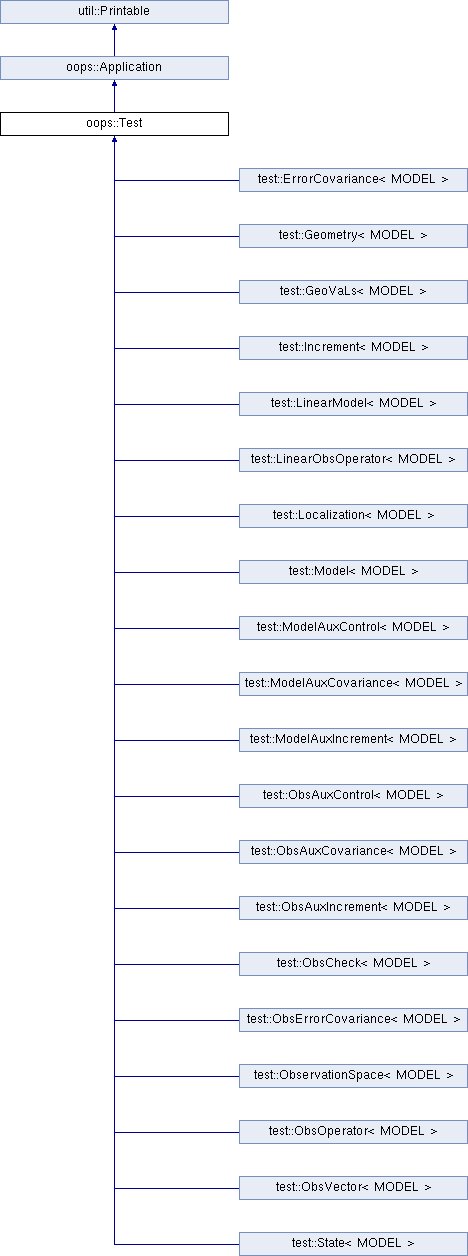 util::Printable
oops::Application
oops::Test
test::ErrorCovariance< MODEL >
test::Geometry< MODEL >
test::GeoVaLs< MODEL >
test::Increment< MODEL >
test::LinearModel< MODEL >
test::LinearObsOperator< MODEL >
test::Localization< MODEL >
test::Model< MODEL >
test::ModelAuxControl< MODEL >
test::ModelAuxCovariance< MODEL >
test::ModelAuxIncrement< MODEL >
test::ObsAuxControl< MODEL >
test::ObsAuxCovariance< MODEL >
test::ObsAuxIncrement< MODEL >
test::ObsCheck< MODEL >
test::ObsErrorCovariance< MODEL >
test::ObservationSpace< MODEL >
test::ObsOperator< MODEL >
test::ObsVector< MODEL >
test::State< MODEL >